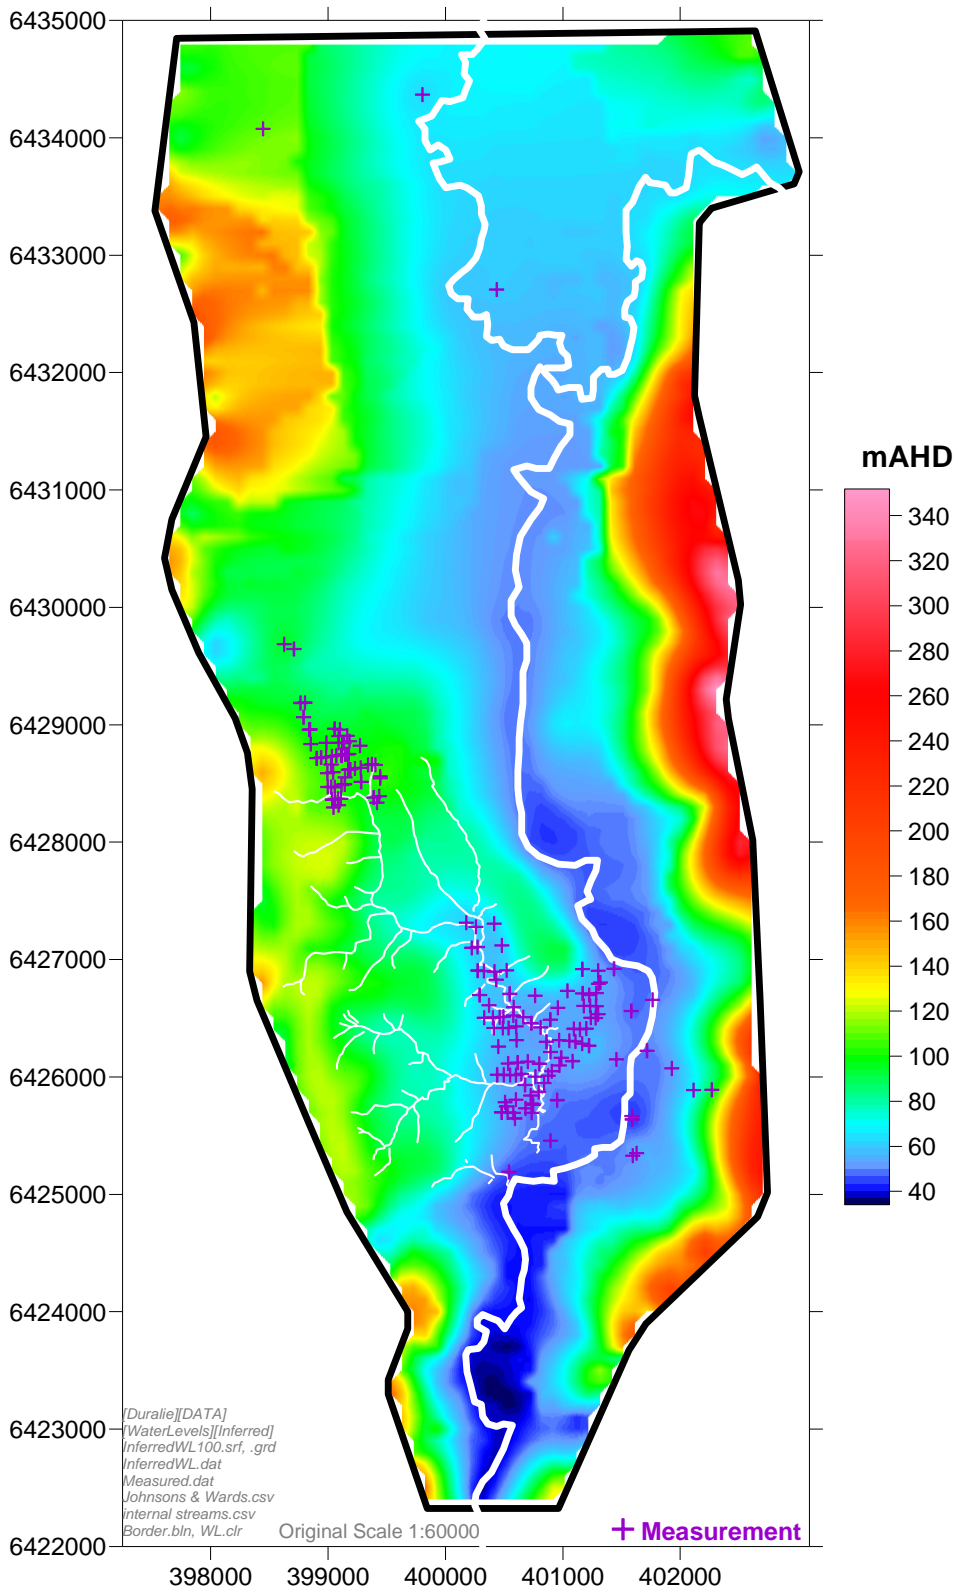 6435000
6434000
6433000
6432000
6431000
6430000
6429000
6428000
6427000
6426000
6425000
6424000
6423000
6422000
mAHD
340
320
300
280
260
240
220
200
180
160
140
120
100
80
60
40
[Duralie][DATA]
[WaterLevels][Inferred]
InferredWL100.srf, .grd
InferredWL.dat
Measured.dat
Johnsons & Wards.csv
internal streams.csv
Border.bln, WL.clr
Original Scale 1:60000
+ Measurement
398000 399000 400000 401000 402000